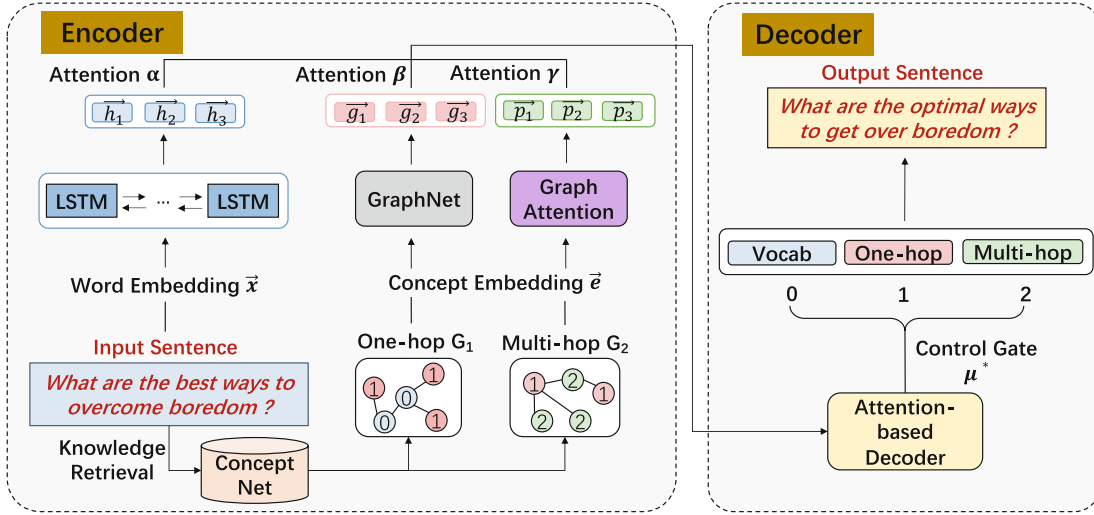 Encoder
Attention α
Attention β
Attention γ
h₁ h₂ h₃
g₁ g₂ g₃
p₁ p₂ p₃
LSTM ... LSTM
GraphNet
Graph
Attention
Word Embedding x
Concept Embedding e
Input Sentence
What are the best ways to
overcome boredom ?
One-hop G₁
Multi-hop G₂
1 1 0 0 1
2 1 1 2 2
Knowledge
Retrieval
Concept
Net
Decoder
Output Sentence
What are the optimal ways
to get over boredom ?
Vocab One-hop Multi-hop
0 1 2
Control Gate
μ*
Attention-
based
Decoder